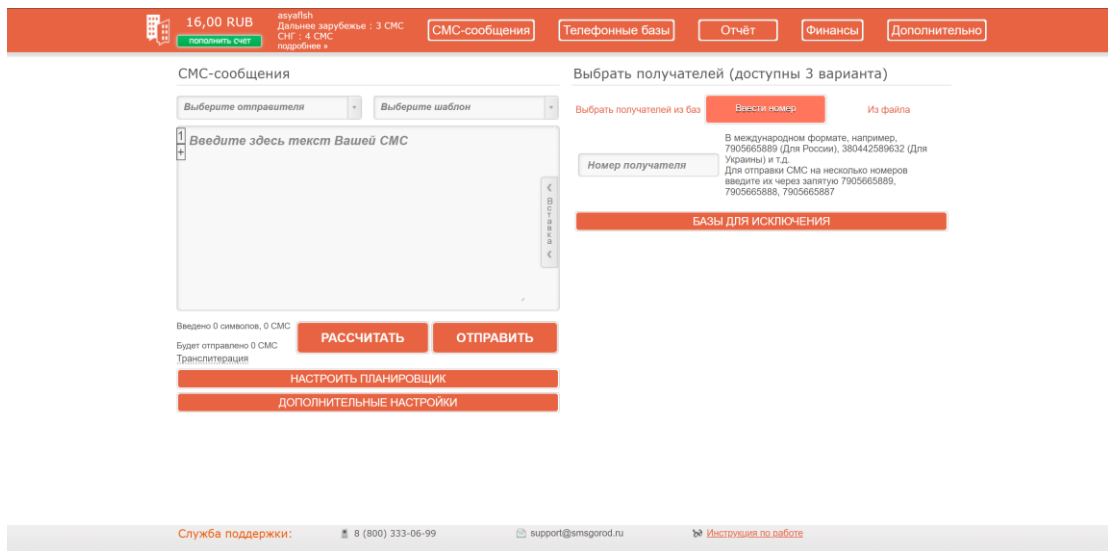 16,00 RUB
пополнить счет
asyaflsh
Дальнее зарубежье : 3 СМС
СНГ : 4 СМС
подробнее »
СМС-сообщения
Телефонные базы
Отчёт
Финансы
Дополнительно
СМС-сообщения
Выберите отправителя
Выберите шаблон
1
+
Введите здесь текст Вашей СМС
‹ Вставка ‹
Введено 0 символов, 0 СМС
Будет отправлено 0 СМС
Транслитерация
РАССЧИТАТЬ
ОТПРАВИТЬ
НАСТРОИТЬ ПЛАНИРОВЩИК
ДОПОЛНИТЕЛЬНЫЕ НАСТРОЙКИ
Выбрать получателей (доступны 3 варианта)
Выбрать получателей из баз
Ввести номер
Из файла
Номер получателя
В международном формате, например,
7905665889 (Для России), 380442589632 (Для
Украины) и т.д.
Для отправки СМС на несколько номеров
введите их через запятую 7905665889,
7905665888, 7905665887
БАЗЫ ДЛЯ ИСКЛЮЧЕНИЯ
Служба поддержки:
8 (800) 333-06-99
support@smsgorod.ru
Инструкция по работе